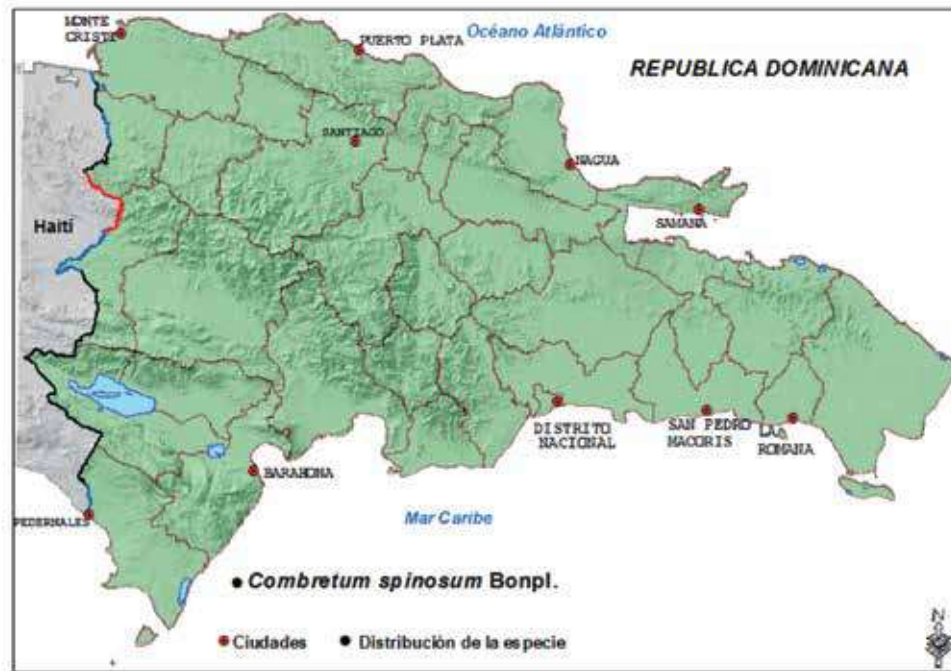 MONTE
CRISTI
PUERTO PLATA
Océano Atlántico
REPUBLICA DOMINICANA
SANTIAGO
NAGUA
SAMANA
Haití
DISTRITO
NACIONAL
SAN PEDRO
MACORIS
LA
ROMANA
BARAHONA
PEDERNALES
Mar Caribe
Combretum spinosum Bonpl.
Ciudades
Distribución de la especie
N